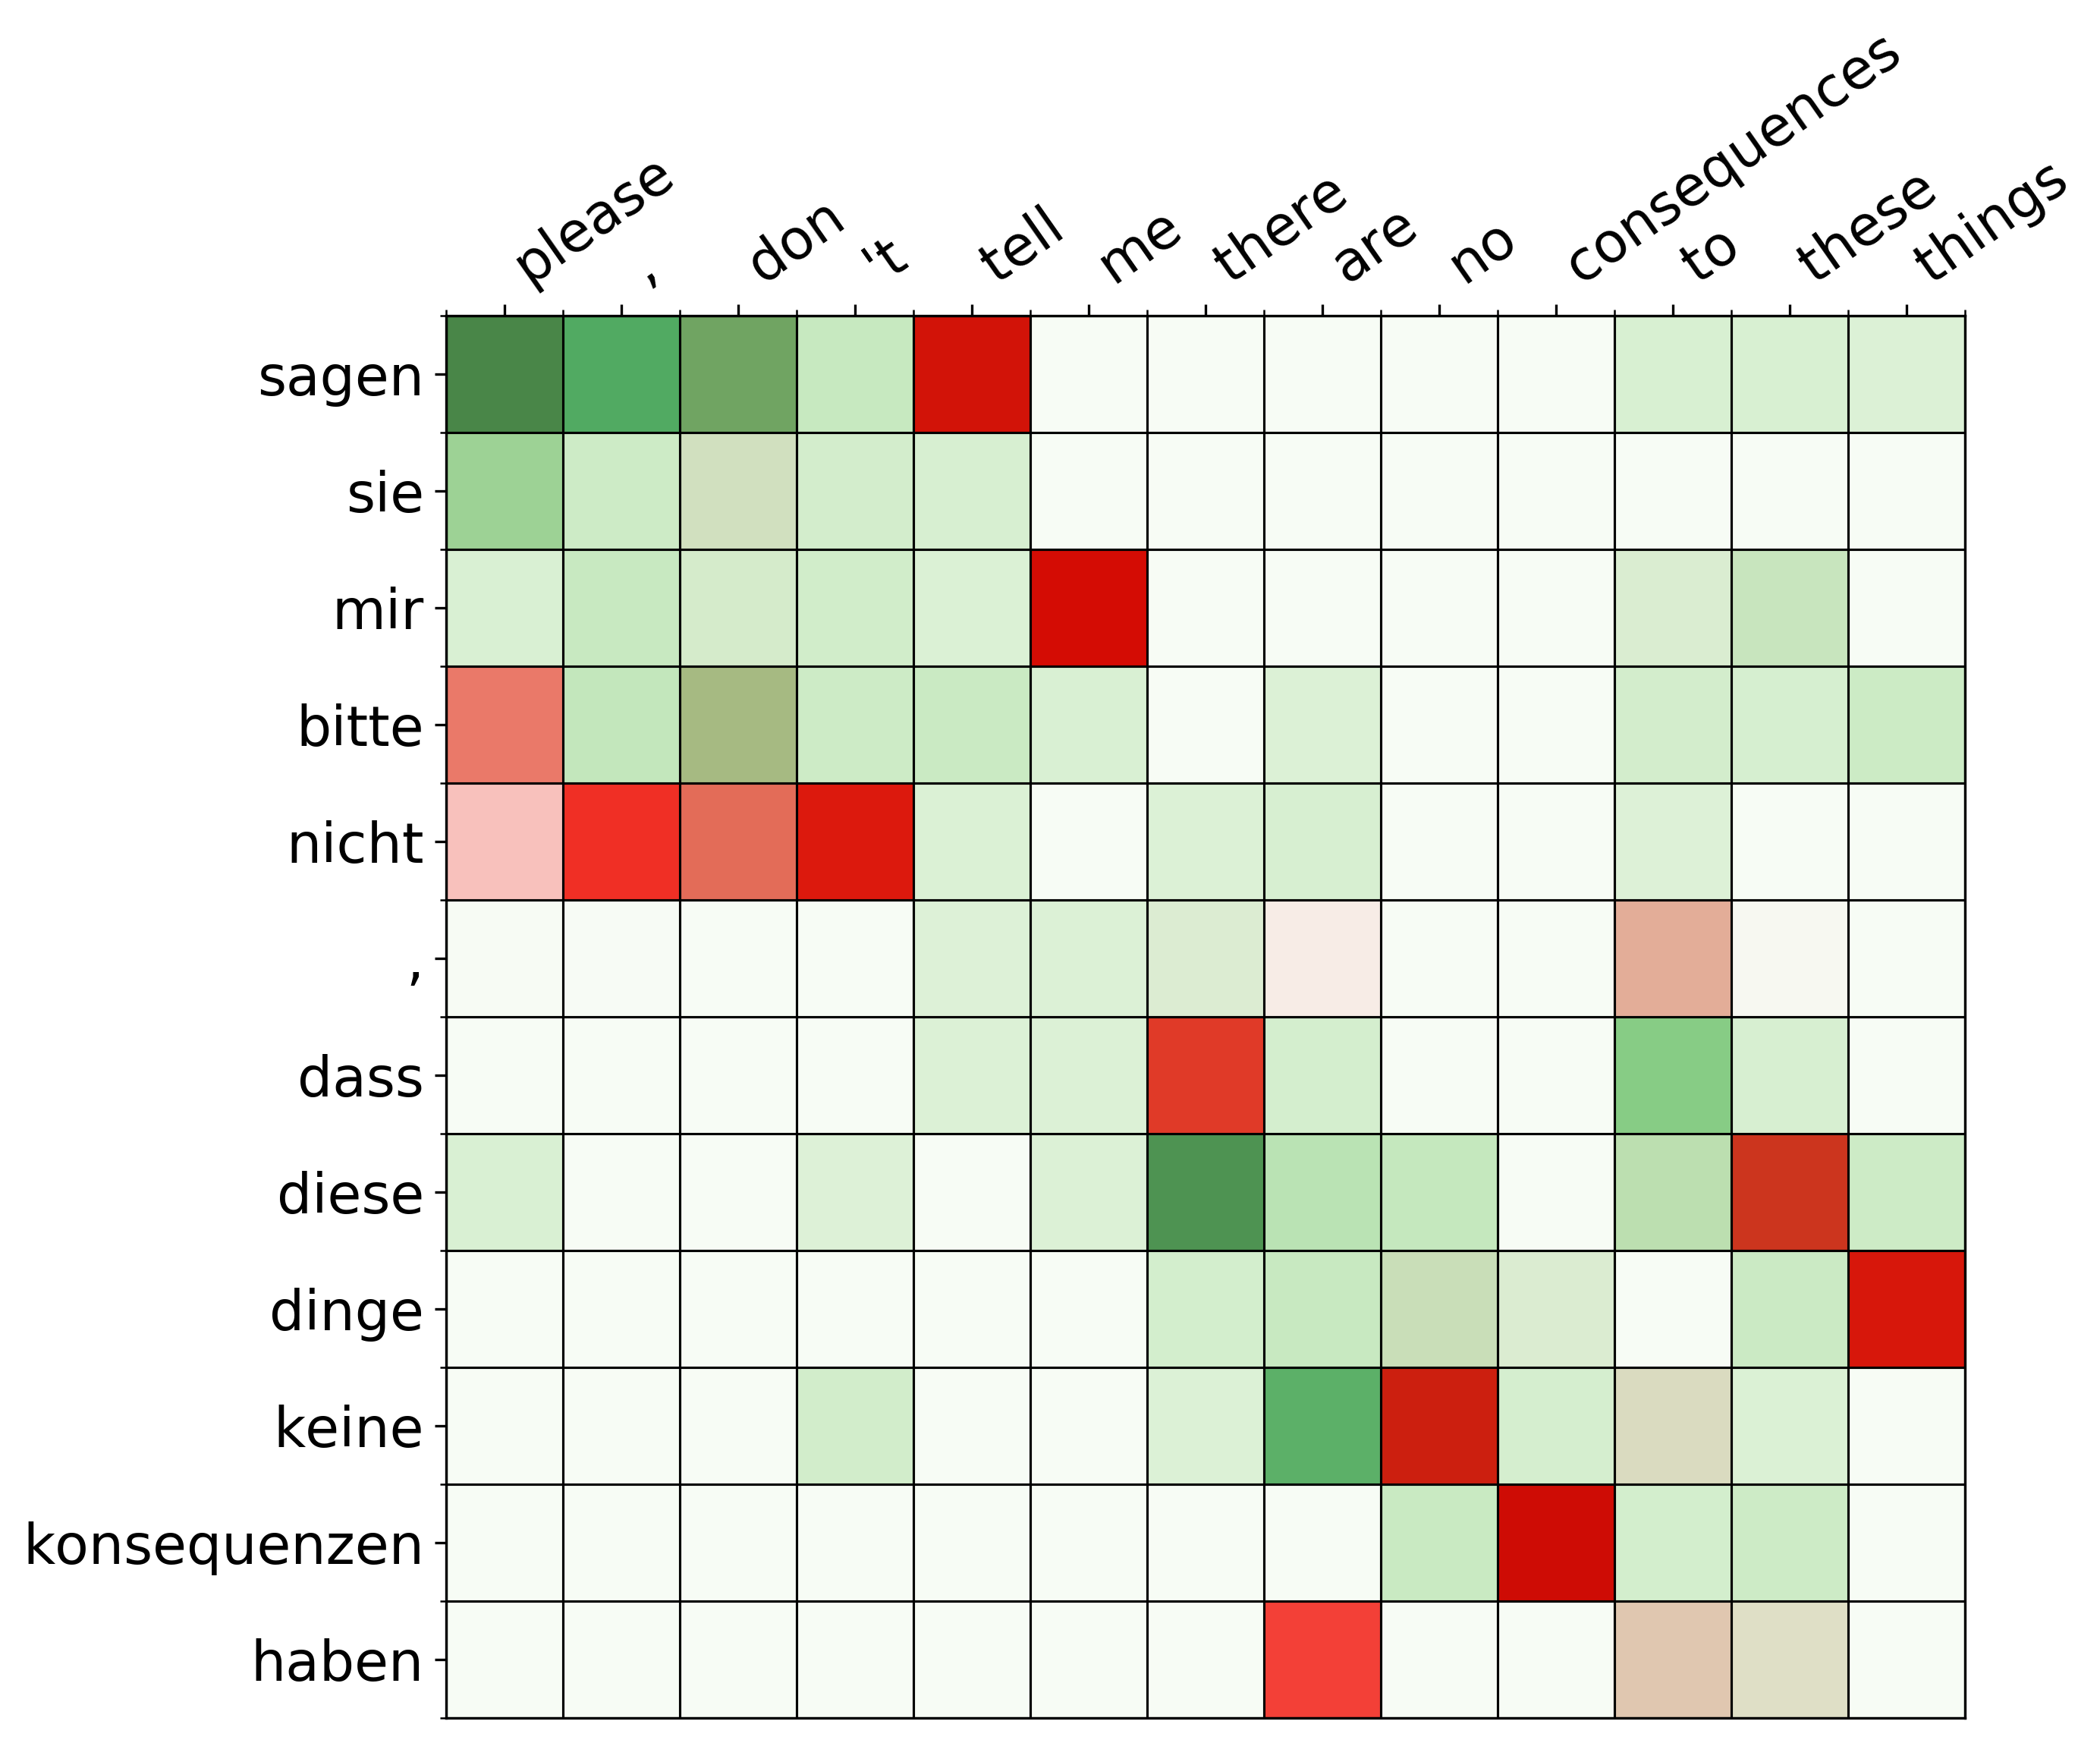 please , don 't tell me there are no consequences to these things
sagen
sie
mir
bitte
nicht
,
dass
diese
dinge
keine
konsequenzen
haben